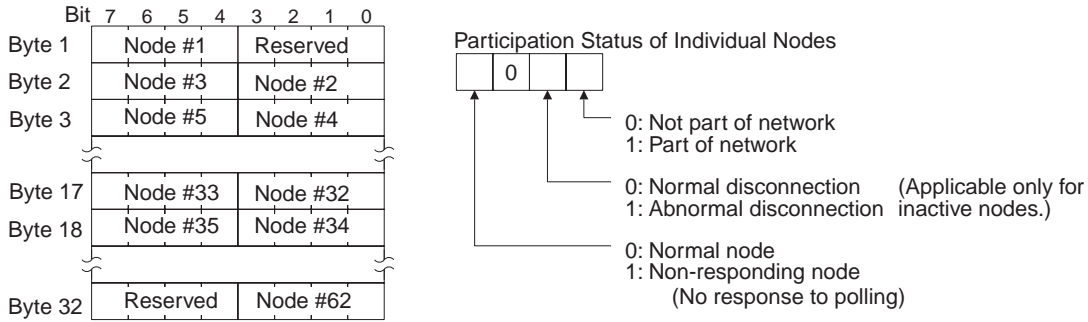 Bit 7 6 5 4 3 2 1 0
Byte 1 Node #1 Reserved
Byte 2 Node #3 Node #2
Byte 3 Node #5 Node #4
Byte 17 Node #33 Node #32
Byte 18 Node #35 Node #34
Byte 32 Reserved Node #62
Participation Status of Individual Nodes
0
0: Not part of network
1: Part of network
0: Normal disconnection (Applicable only for
1: Abnormal disconnection inactive nodes.)
0: Normal node
1: Non-responding node
(No response to polling)